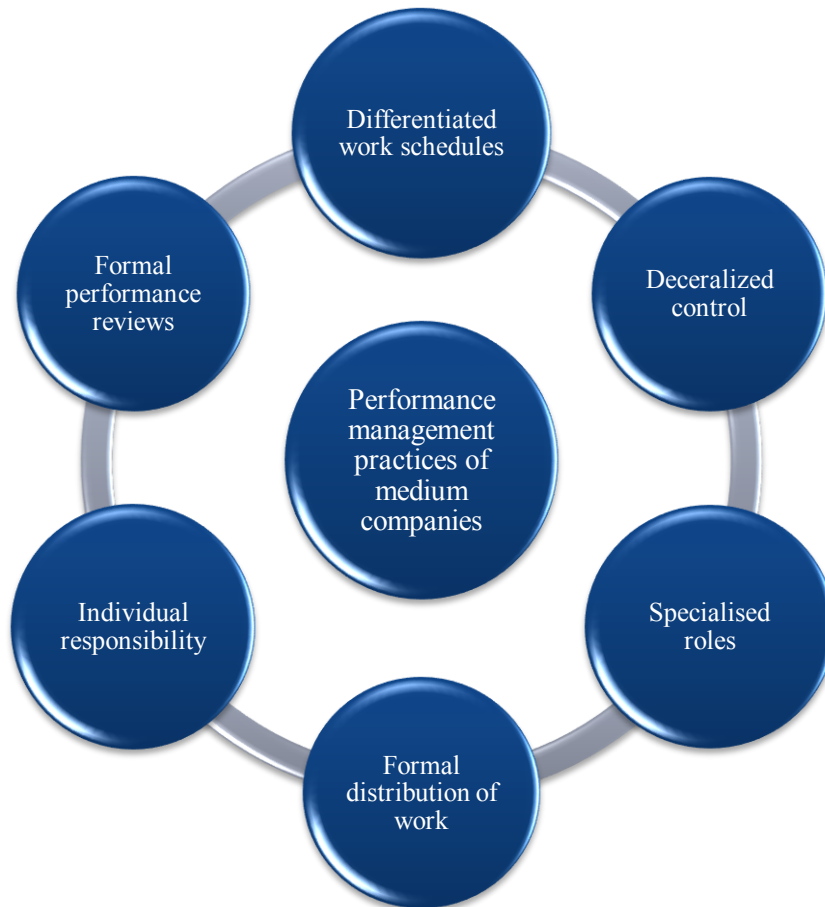 Differentiated
work schedules
Deceralized
control
Specialised
roles
Formal
distribution of
work
Individual
responsibility
Formal
performance
reviews
Performance
management
practices of
medium
companies